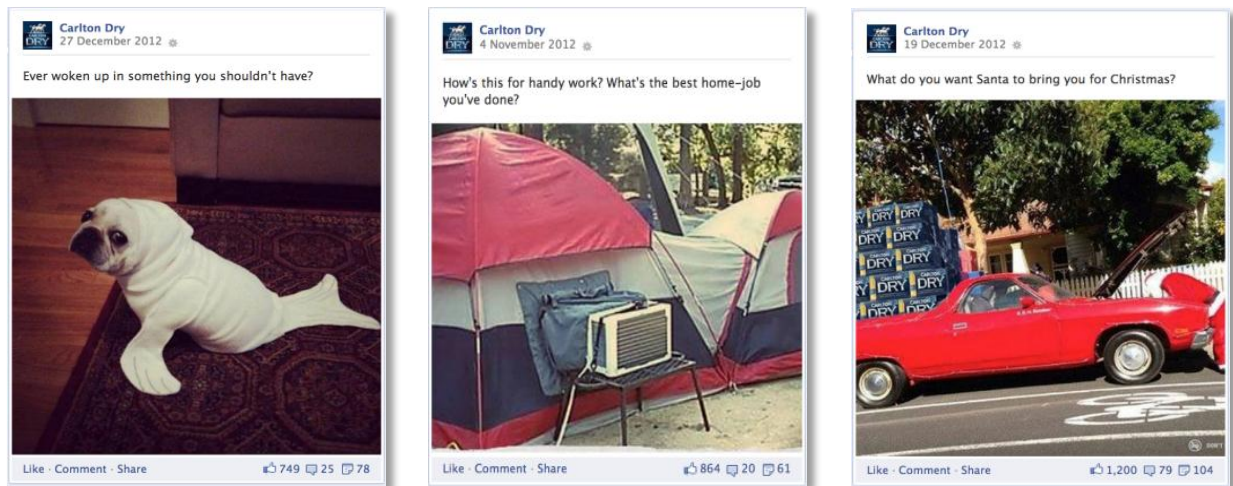 Carlton Dry
27 December 2012
Ever woken up in something you shouldn't have?
Like · Comment · Share
749 25 78
Carlton Dry
4 November 2012
How's this for handy work? What's the best home-job
you've done?
Like · Comment · Share
864 20 61
Carlton Dry
19 December 2012
What do you want Santa to bring you for Christmas?
DRY DRY
DRY DRY
DRY DRY
DRY DRY
DRY DRY
Like · Comment · Share
1,200 79 104